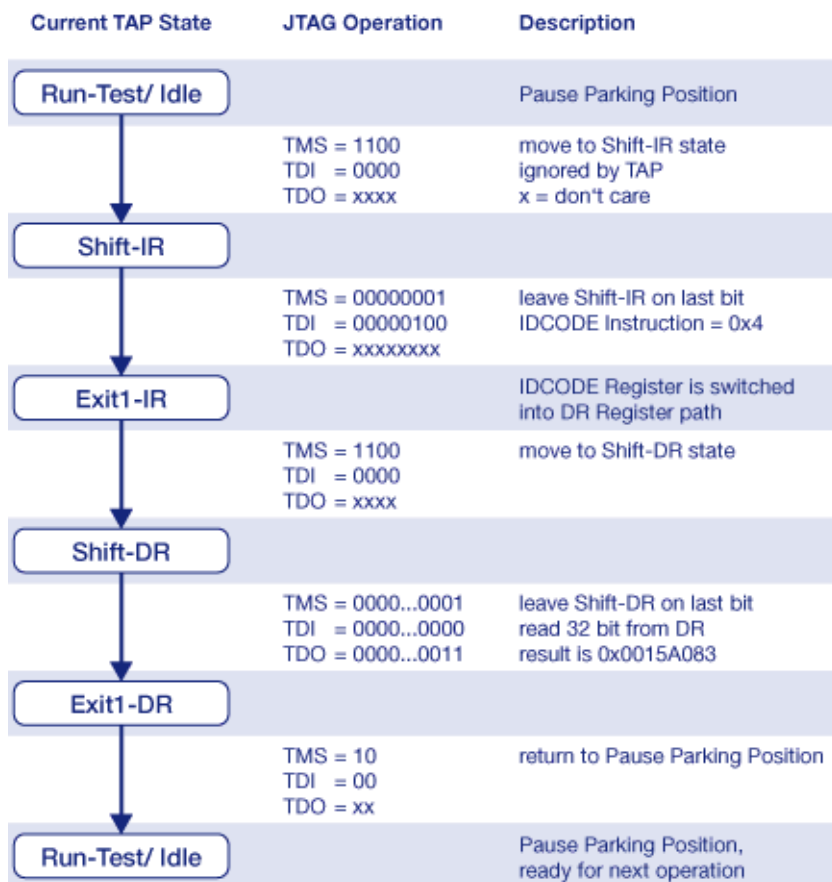 Current TAP State JTAG Operation Description
Run-Test/ Idle Pause Parking Position
TMS = 1100 move to Shift-IR state
TDI = 0000 ignored by TAP
TDO = xxxx x = don't care
Shift-IR
TMS = 00000001 leave Shift-IR on last bit
TDI = 00000100 IDCODE Instruction = 0x4
TDO = xxxxxxxx
Exit1-IR IDCODE Register is switched
into DR Register path
TMS = 1100 move to Shift-DR state
TDI = 0000
TDO = xxxx
Shift-DR
TMS = 0000...0001 leave Shift-DR on last bit
TDI = 0000...0000 read 32 bit from DR
TDO = 0000...0011 result is 0x0015A083
Exit1-DR
TMS = 10 return to Pause Parking Position
TDI = 00
TDO = xx
Run-Test/ Idle Pause Parking Position,
ready for next operation